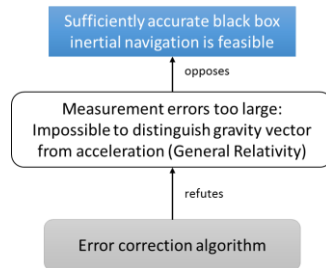 Sufficiently accurate black box
inertial navigation is feasible
opposes
Measurement errors too large:
Impossible to distinguish gravity vector
from acceleration (General Relativity)
refutes
Error correction algorithm